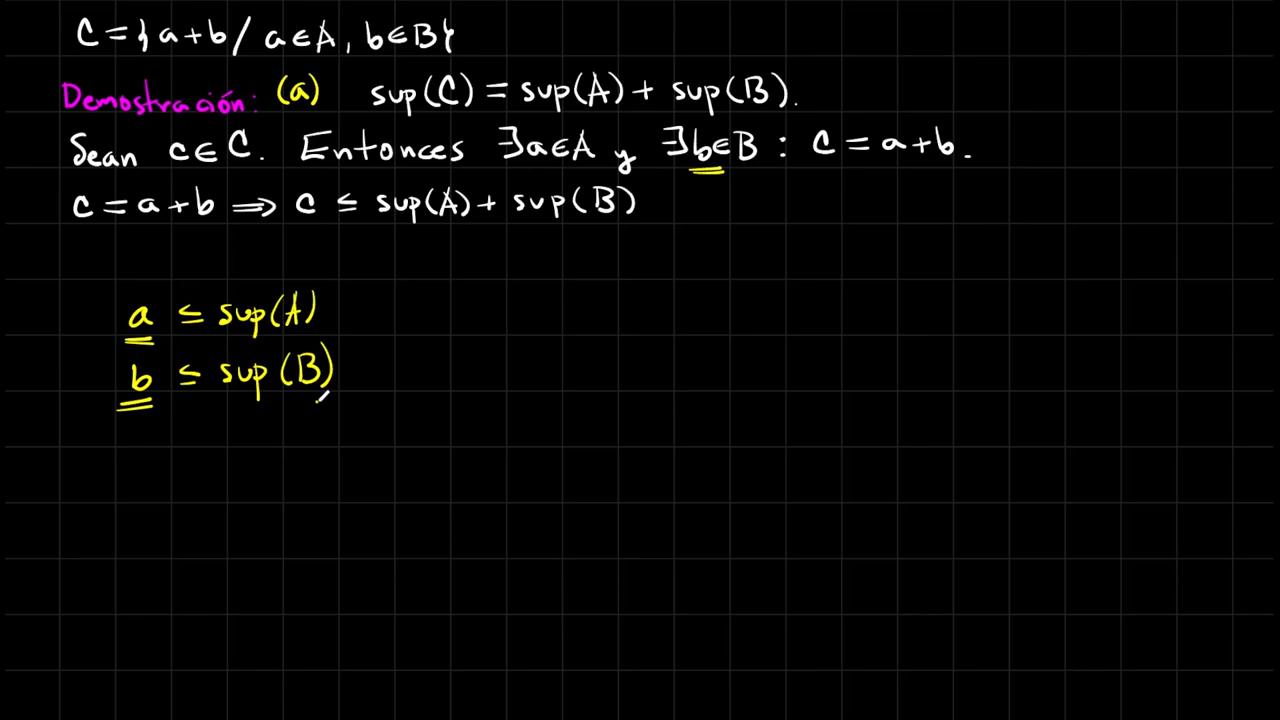 C = { a+b / a ∈ A, b ∈ B }
Demostración: (a) sup(C) = sup(A) + sup(B).
Sean c ∈ C. Entonces ∃a ∈ A y ∃b ∈ B : c = a+b.
c = a+b ⟹ c ≤ sup(A) + sup(B)
a ≤ sup(A)
b ≤ sup(B)